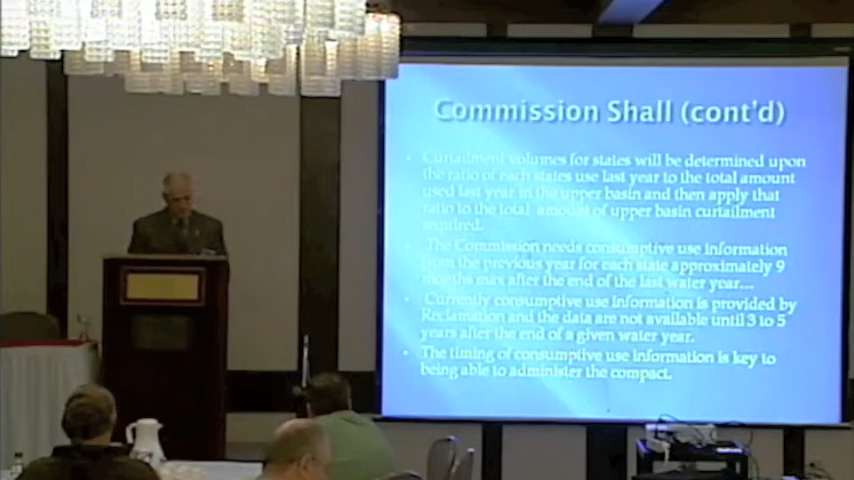 Commission Shall (cont'd)
• Curtailment volumes for states will be determined upon
the ratio of each states use last year to the total amount
used last year in the upper basin and then apply that
ratio to the total amount of upper basin curtailment
required.
• The Commission needs consumptive use information
from the previous year for each state approximately 9
months max after the end of the last water year...
• Currently consumptive use information is provided by
Reclamation and the data are not available until 3 to 5
years after the end of a given water year.
• The timing of consumptive use information is key to
being able to administer the compact.